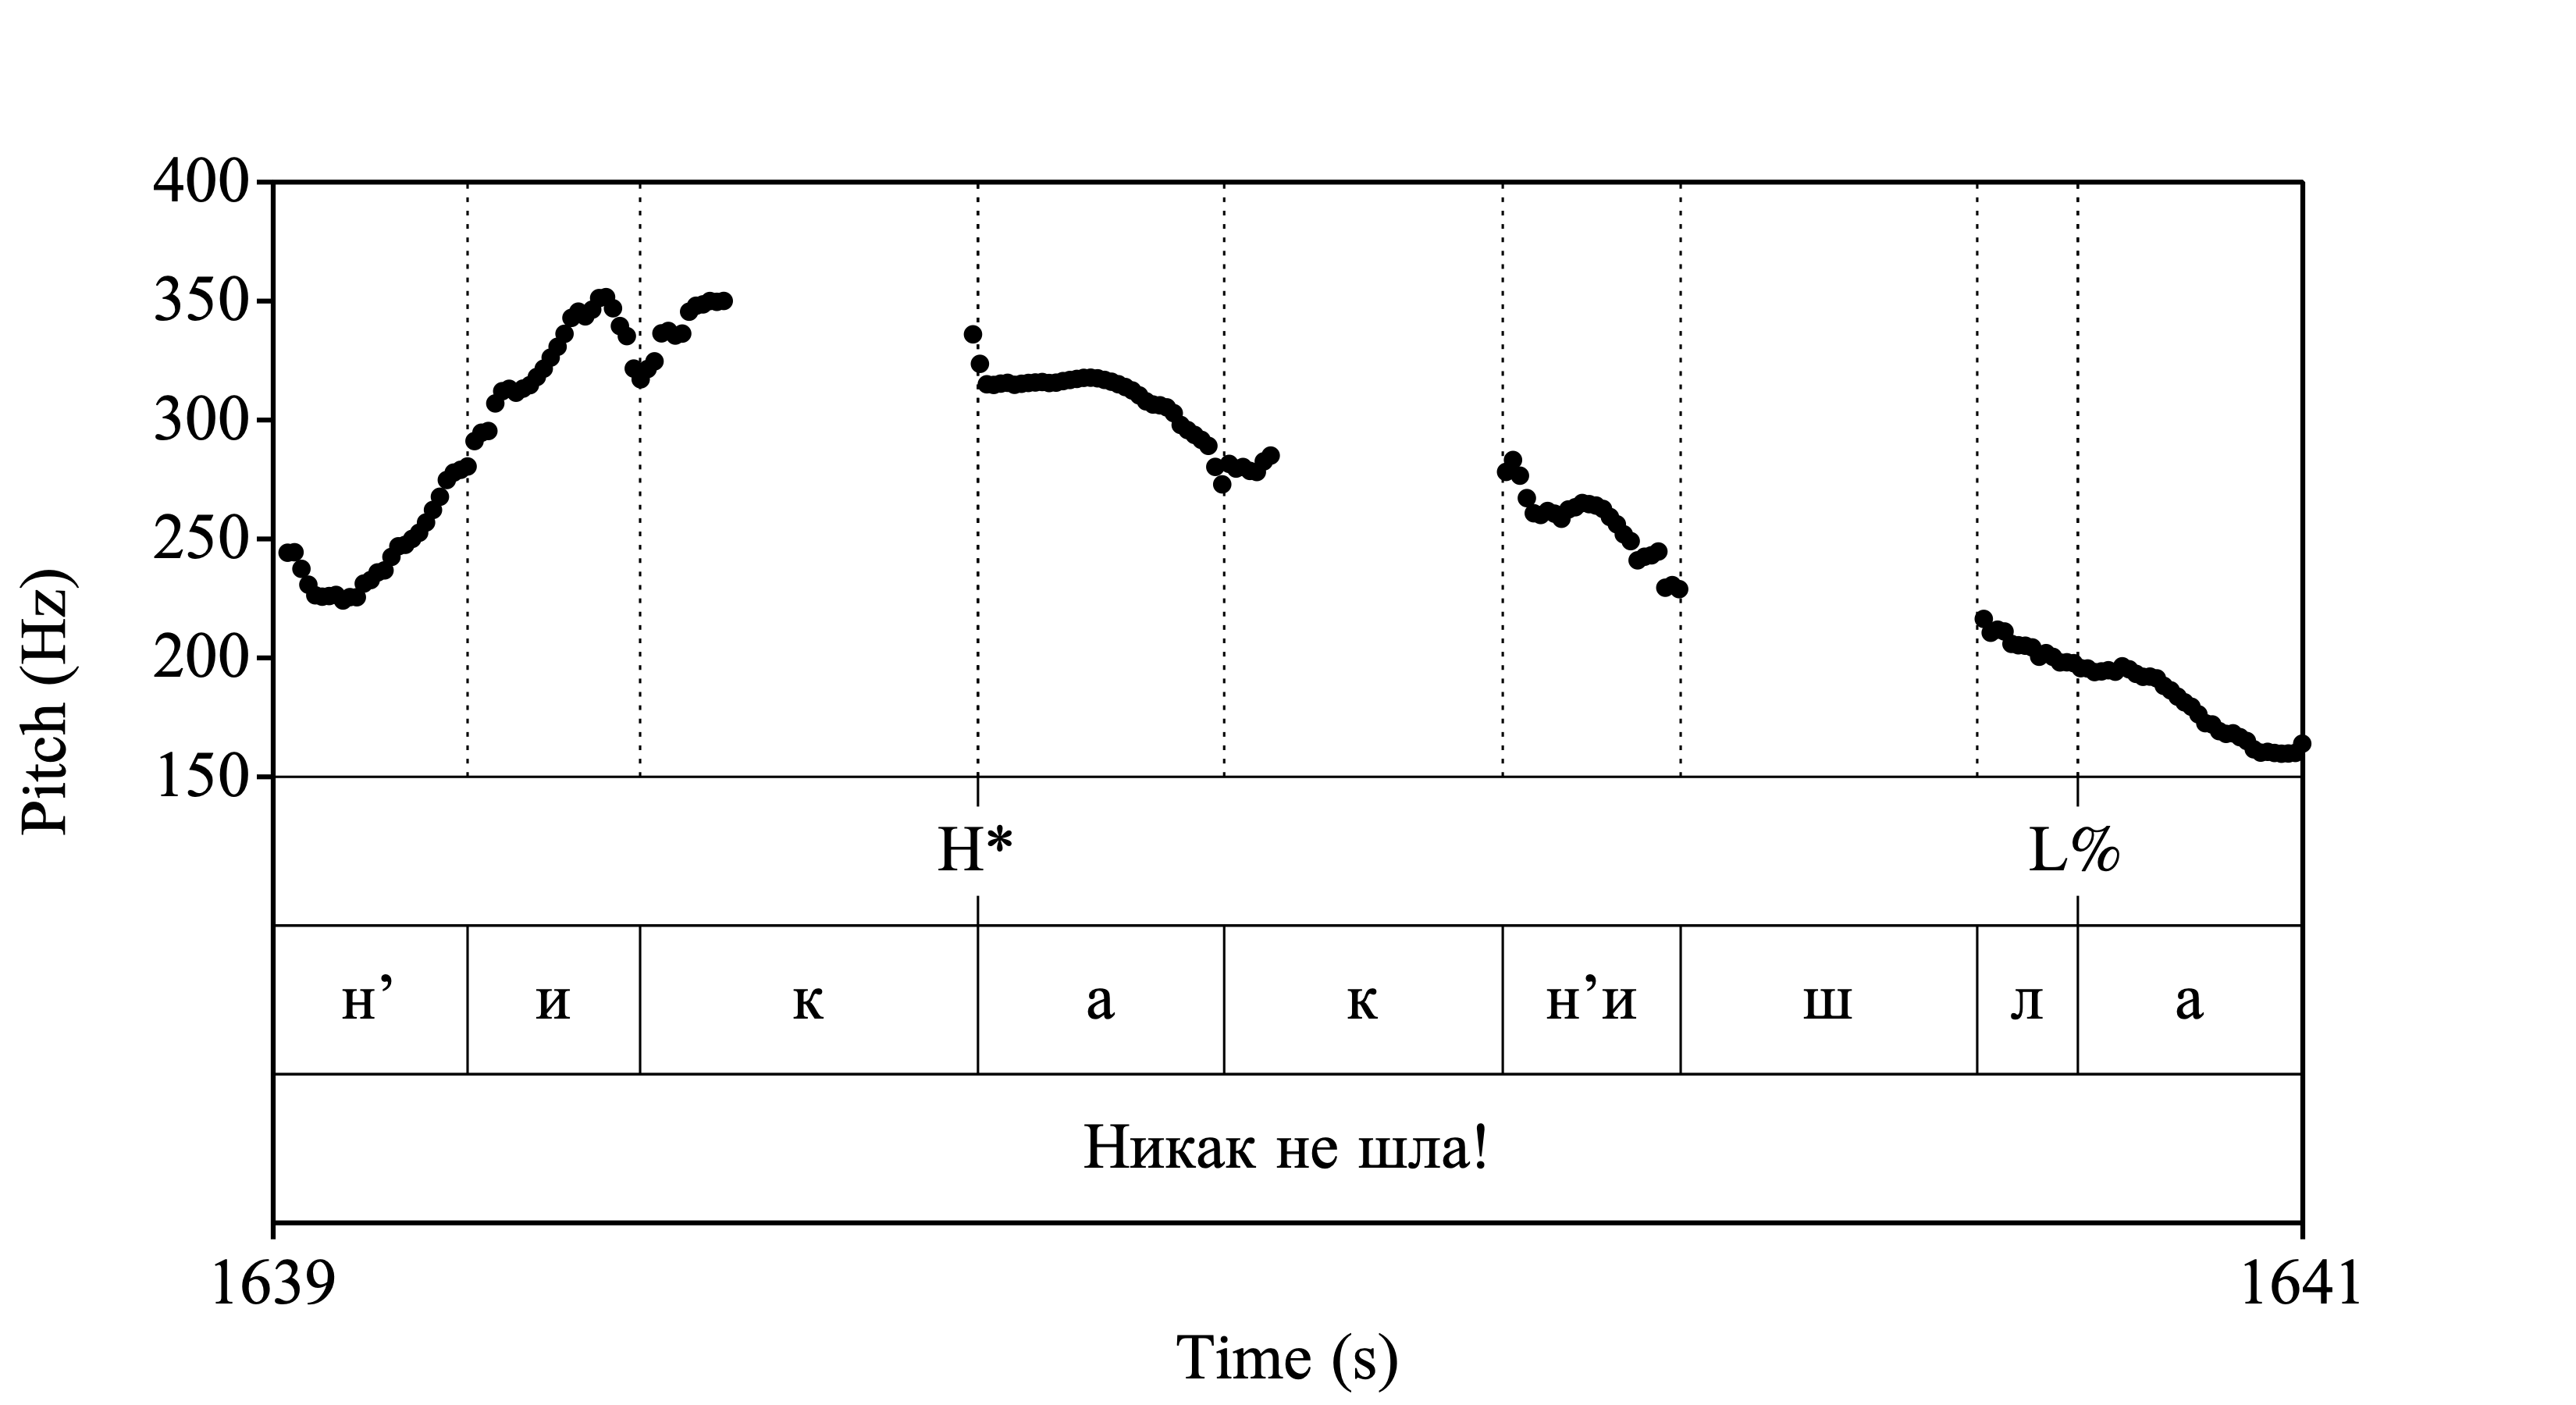 400
350
300
250
200
150
Pitch (Hz)
H* L%
н’ и к а к н’и ш л а
Никак не шла!
1639 1641
Time (s)